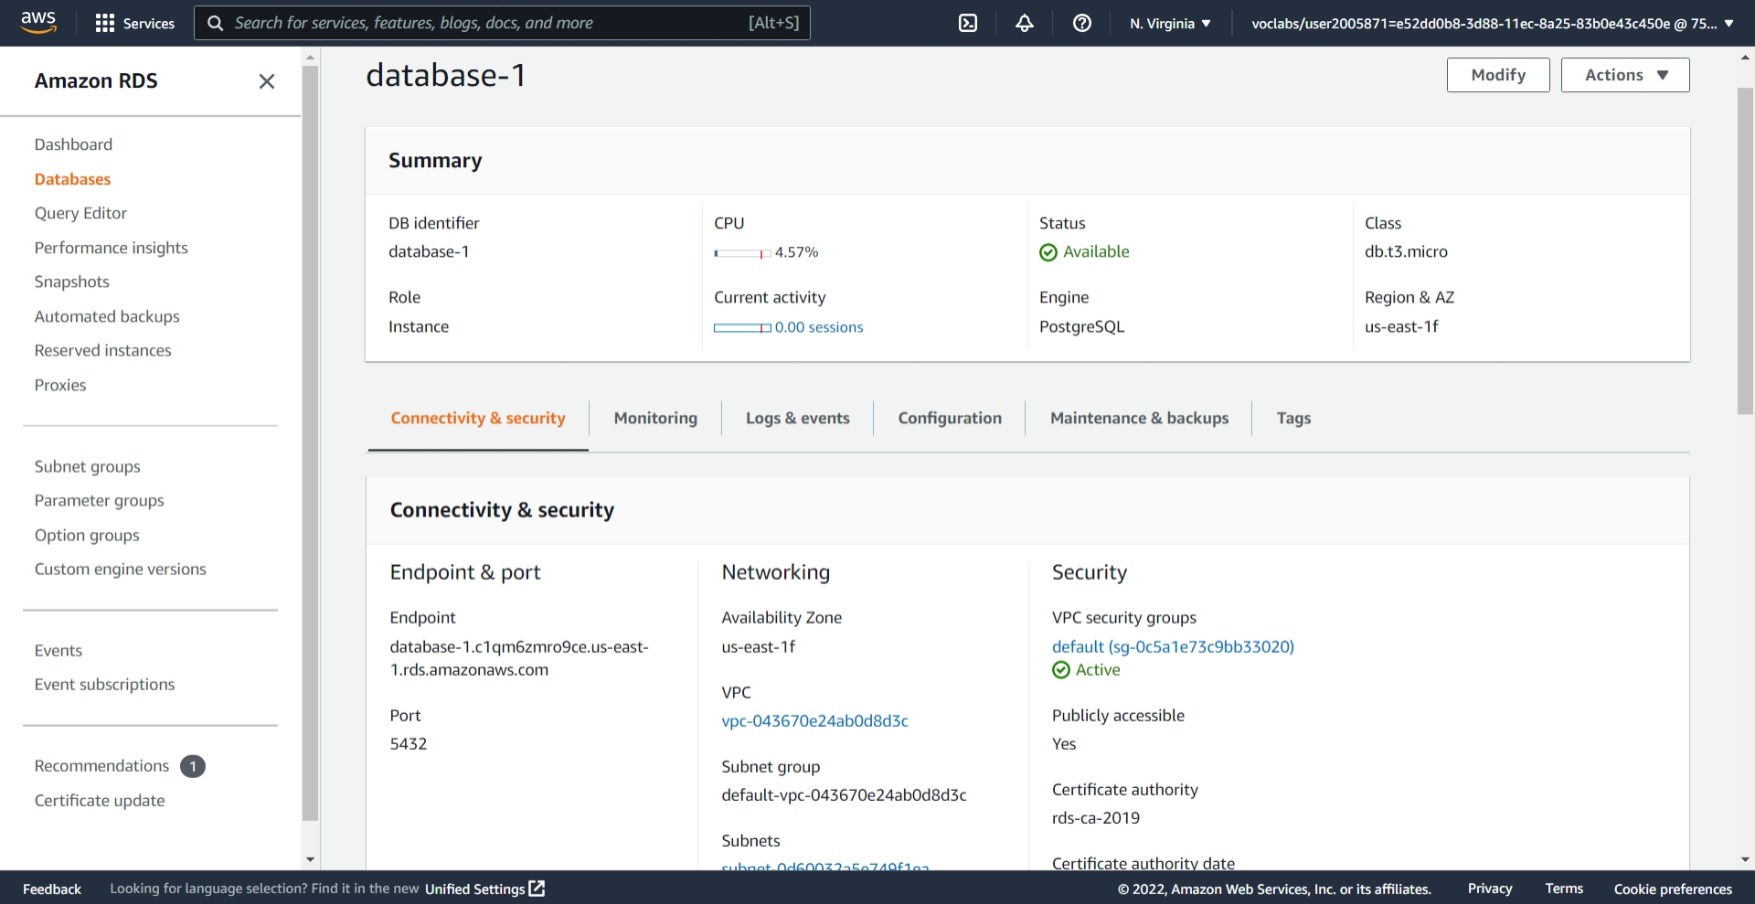 aws
Services
Search for services, features, blogs, docs, and more
[Alt+S]
N. Virginia
voclabs/user2005871=e52dd0b8-3d88-11ec-8a25-83b0e43c450e @ 75...
Amazon RDS
Dashboard
Databases
Query Editor
Performance insights
Snapshots
Automated backups
Reserved instances
Proxies
Subnet groups
Parameter groups
Option groups
Custom engine versions
Events
Event subscriptions
Recommendations 1
Certificate update
database-1
Modify
Actions
Summary
DB identifier
database-1
CPU
4.57%
Status
Available
Class
db.t3.micro
Role
Instance
Current activity
0.00 sessions
Engine
PostgreSQL
Region & AZ
us-east-1f
Connectivity & security
Monitoring
Logs & events
Configuration
Maintenance & backups
Tags
Connectivity & security
Endpoint & port
Endpoint
database-1.c1qm6zmro9ce.us-east-
1.rds.amazonaws.com
Port
5432
Networking
Availability Zone
us-east-1f
VPC
vpc-043670e24ab0d8d3c
Subnet group
default-vpc-043670e24ab0d8d3c
Subnets
subnet-0d60032a5e749f1ea
Security
VPC security groups
default (sg-0c5a1e73c9bb33020)
Active
Publicly accessible
Yes
Certificate authority
rds-ca-2019
Certificate authority date
Feedback
Looking for language selection? Find it in the new Unified Settings
© 2022, Amazon Web Services, Inc. or its affiliates.
Privacy
Terms
Cookie preferences